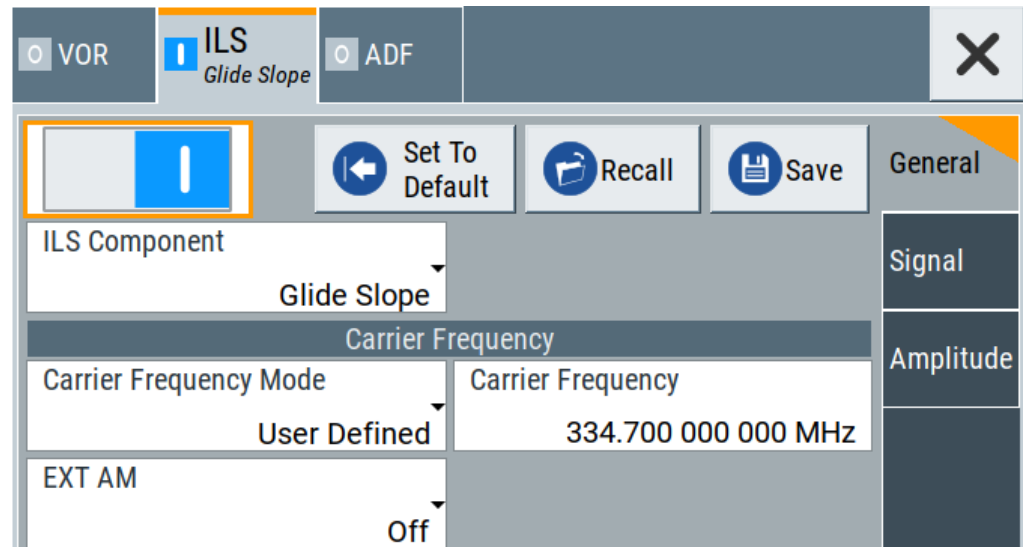 VOR
ILS
Glide Slope
ADF
Set To
Default
Recall
Save
General
ILS Component
Glide Slope
Signal
Carrier Frequency
Carrier Frequency Mode
User Defined
Carrier Frequency
334.700 000 000 MHz
Amplitude
EXT AM
Off